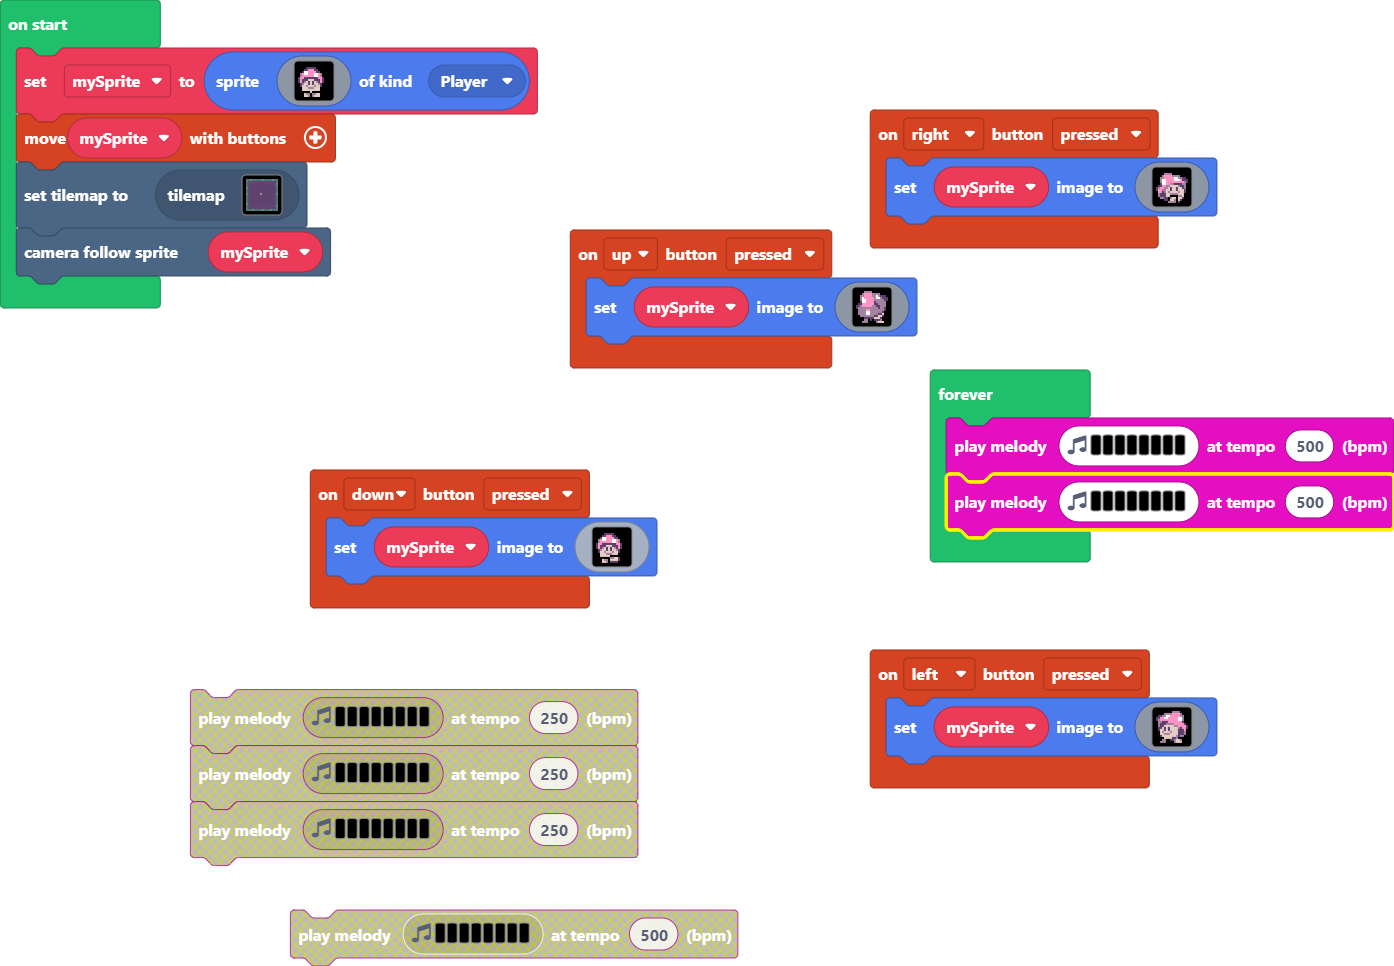 on start
set mySprite to sprite of kind Player
move mySprite with buttons
set tilemap to tilemap
camera follow sprite mySprite
on right button pressed
set mySprite image to
on up button pressed
set mySprite image to
forever
play melody at tempo 500 (bpm)
play melody at tempo 500 (bpm)
on down button pressed
set mySprite image to
on left button pressed
set mySprite image to
play melody at tempo 250 (bpm)
play melody at tempo 250 (bpm)
play melody at tempo 250 (bpm)
play melody at tempo 500 (bpm)